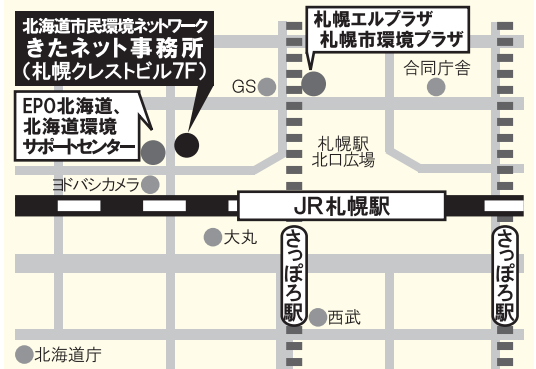 北海道市民環境ネットワーク
きたネット事務所
（札幌クレストビル7F）
札幌エルプラザ
札幌市環境プラザ
GS
合同庁舎
EPO北海道、
北海道環境
サポートセンター
札幌駅
北口広場
ヨドバシカメラ
JR札幌駅
大丸
さっぽろ駅
さっぽろ駅
西武
北海道庁